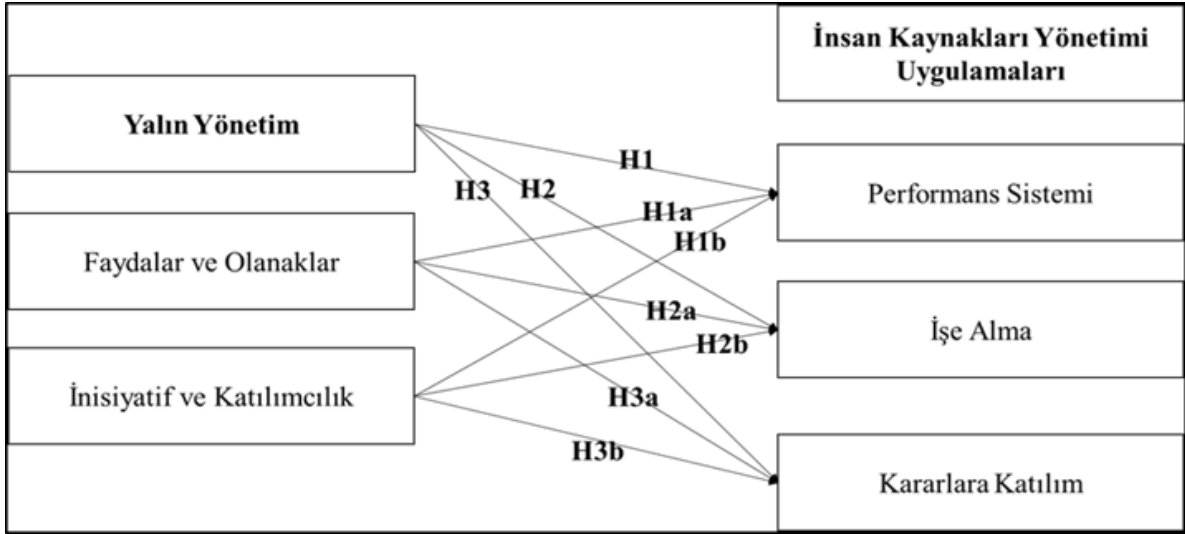 İnsan Kaynakları Yönetimi
Uygulamaları
Yalın Yönetim
H1
Performans Sistemi
H3
H2
H1a
H1b
Faydalar ve Olanaklar
H2a
İşe Alma
H2b
İnisiyatif ve Katılımcılık
H3a
H3b
Kararlara Katılım